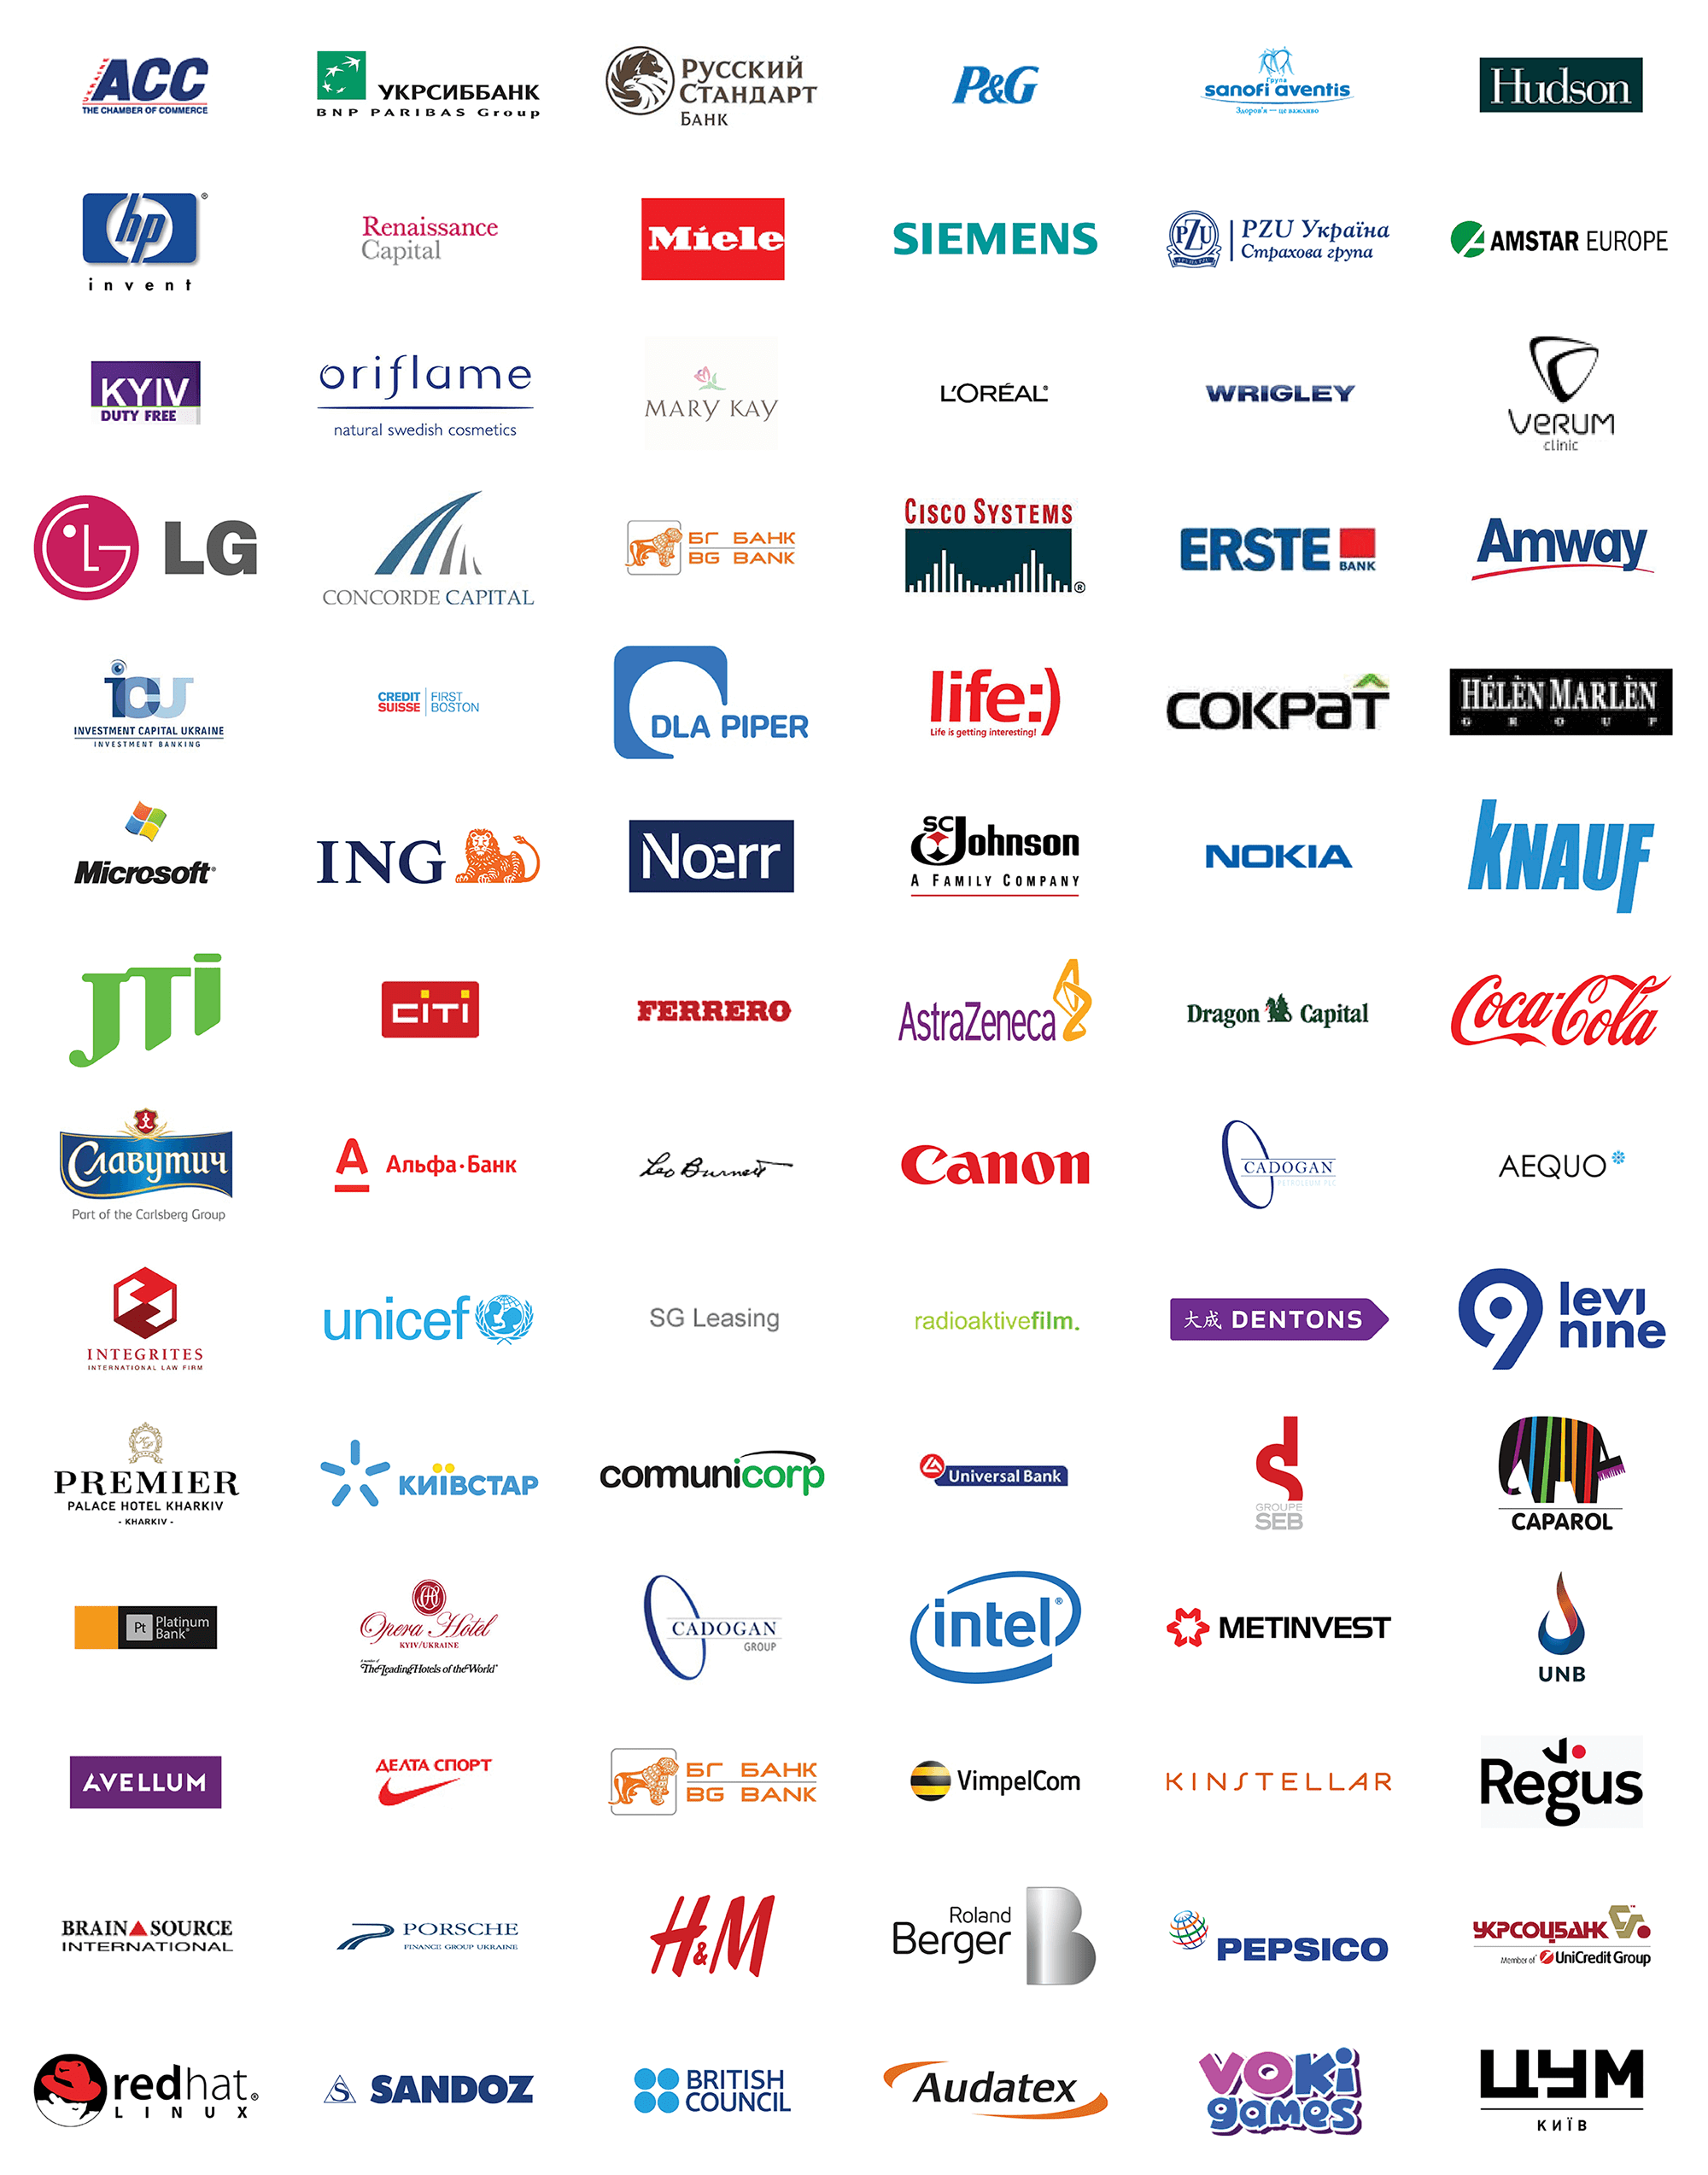 UKRAINE
ACC
THE CHAMBER OF COMMERCE
УКРСИББАНК
BNP PARIBAS Group
РУССКИЙ
СТАНДАРТ
БАНК
P&G
Група
sanofi aventis
Здоров'я — це важливо
Hudson
hp®
invent
Renaissance
Capital
Miele
SIEMENS
PZU
PZU Україна
Страхова група
AMSTAR EUROPE
KYIV
DUTY FREE
oriflame
natural swedish cosmetics
MARY KAY
L'ORÉAL®
WRIGLEY
VERUM
clinic
LG
CONCORDE CAPITAL
БГ БАНК
VG BANK
CISCO SYSTEMS
®
ERSTE
BANK
Amway
icu
INVESTMENT CAPITAL UKRAINE
INVESTMENT BANKING
CREDIT SUISSE
FIRST BOSTON
DLA PIPER
life:)
Life is getting interesting!
СОКРАТ
HÉLÈN MARLÈN
GROUP
Microsoft®
ING
Noerr
SC Johnson
A FAMILY COMPANY
NOKIA
KNAUF
JTi
CiTi
FERRERO
AstraZeneca
Dragon Capital
Coca-Cola
Славутич
Part of the Carlsberg Group
А
Альфа·Банк
Leo Burnett
Canon
CADOGAN
PETROLEUM PLC
AEQUO
INTEGRITES
INTERNATIONAL LAW FIRM
unicef
SG Leasing
radioaktivefilm.
大成 DENTONS
9
levi
nine
PREMIER
PALACE HOTEL KHARKIV
- KHARKIV -
КИЇВСТАР
communicorp
Universal Bank
GROUPE
SEB
CAPAROL
Pt
Platinum
Bank®
Opera Hotel
KYIV/UKRAINE
A member of
The Leading Hotels of the World®
CADOGAN
GROUP
intel®
METINVEST
UNB
AVELLUM
ДЕЛТА СПОРТ
БГ БАНК
VG BANK
VimpelCom
KINSTELLAR
Regus
BRAIN SOURCE
INTERNATIONAL
PORSCHE
FINANCE GROUP UKRAINE
H&M
Roland
Berger
B
PEPSICO
УКРСОЦБАНК
Member of UniCredit Group
redhat®
LINUX
S
SANDOZ
BRITISH
COUNCIL
Audatex
VOKI
games
ЦУМ
КИЇВ